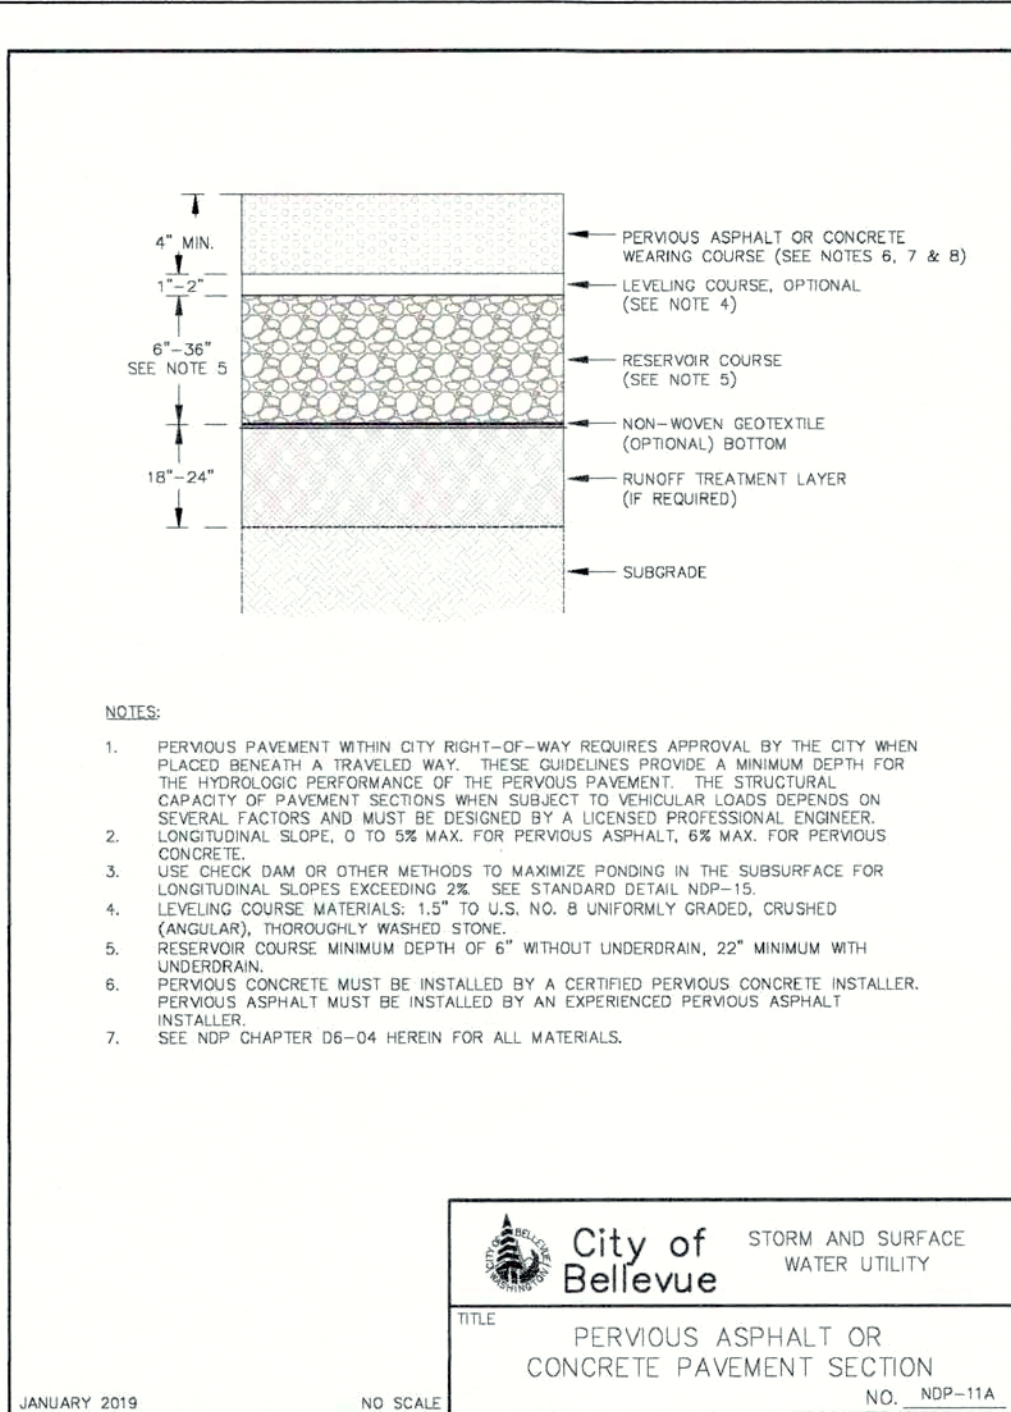 4" MIN.
1"-2"
6"-36"
SEE NOTE 5
18"-24"
PERVIOUS ASPHALT OR CONCRETE
WEARING COURSE (SEE NOTES 6, 7 & 8)
LEVELING COURSE, OPTIONAL
(SEE NOTE 4)
RESERVOIR COURSE
(SEE NOTE 5)
NON-WOVEN GEOTEXTILE
(OPTIONAL) BOTTOM
RUNOFF TREATMENT LAYER
(IF REQUIRED)
SUBGRADE
NOTES:
1. PERVIOUS PAVEMENT WITHIN CITY RIGHT-OF-WAY REQUIRES APPROVAL BY THE CITY WHEN
PLACED BENEATH A TRAVELED WAY. THESE GUIDELINES PROVIDE A MINIMUM DEPTH FOR
THE HYDROLOGIC PERFORMANCE OF THE PERVOUS PAVEMENT. THE STRUCTURAL
CAPACITY OF PAVEMENT SECTIONS WHEN SUBJECT TO VEHICULAR LOADS DEPENDS ON
SEVERAL FACTORS AND MUST BE DESIGNED BY A LICENSED PROFESSIONAL ENGINEER.
2. LONGITUDINAL SLOPE, 0 TO 5% MAX. FOR PERVIOUS ASPHALT, 6% MAX. FOR PERVIOUS
CONCRETE.
3. USE CHECK DAM OR OTHER METHODS TO MAXIMIZE PONDING IN THE SUBSURFACE FOR
LONGITUDINAL SLOPES EXCEEDING 2%. SEE STANDARD DETAIL NDP-15.
4. LEVELING COURSE MATERIALS: 1.5" TO U.S. NO. 8 UNIFORMLY GRADED, CRUSHED
(ANGULAR), THOROUGHLY WASHED STONE.
5. RESERVOIR COURSE MINIMUM DEPTH OF 6" WITHOUT UNDERDRAIN, 22" MINIMUM WITH
UNDERDRAIN.
6. PERVIOUS CONCRETE MUST BE INSTALLED BY A CERTIFIED PERVIOUS CONCRETE INSTALLER.
PERVIOUS ASPHALT MUST BE INSTALLED BY AN EXPERIENCED PERVIOUS ASPHALT
INSTALLER.
7. SEE NDP CHAPTER D6-04 HEREIN FOR ALL MATERIALS.
CITY OF BELLEVUE
WASHINGTON
City of
Bellevue
STORM AND SURFACE
WATER UTILITY
TITLE
PERVIOUS ASPHALT OR
CONCRETE PAVEMENT SECTION
NO. NDP-11A
JANUARY 2019
NO SCALE